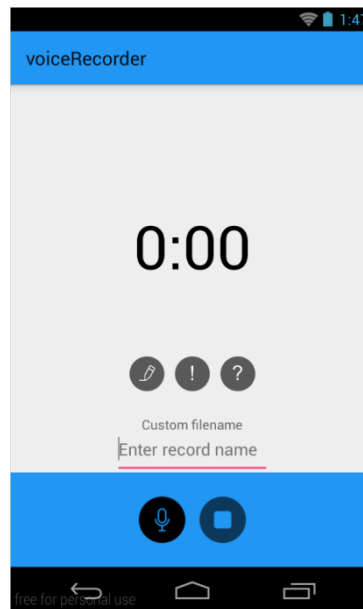 1:47
voiceRecorder
0:00
! ?
Custom filename
Enter record name
free for personal use